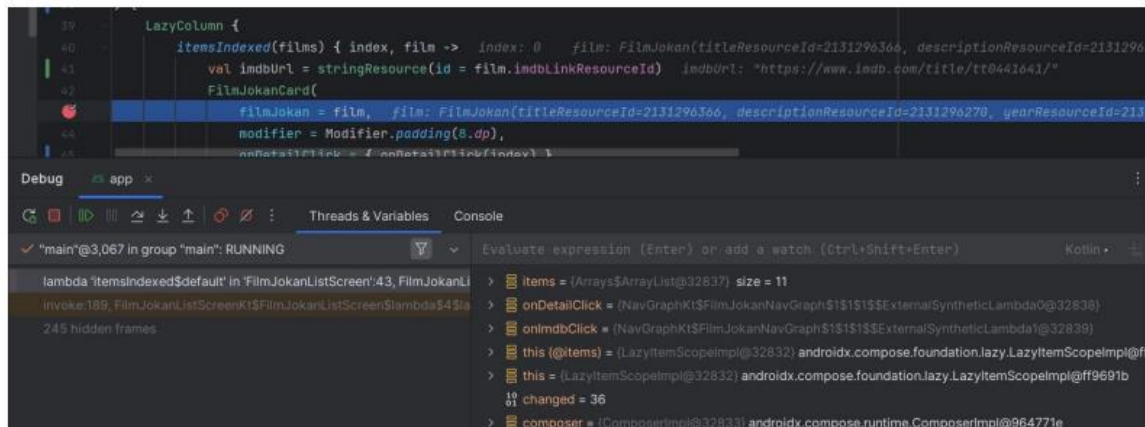 39 LazyColumn {
40 itemsIndexed(films) { index, film -> index: 0 film: FilmJokan(titleResourceId=2131296366, descriptionResourceId=2131296
41 val imdbUrl = stringResource(id = film.imdbLinkResourceId) imdbUrl: "https://www.imdb.com/title/tt0441641/"
42 FilmJokanCard(
filmJokan = film, film: FilmJokan(titleResourceId=2131296366, descriptionResourceId=2131296270, yearResourceId=213
44 modifier = Modifier.padding(8.dp),
45 onDetailClick = { onDetailClick(index) }
Debug app
Threads & Variables Console
"main"@3,067 in group "main": RUNNING
Evaluate expression (Enter) or add a watch (Ctrl+Shift+Enter) Kotlin
lambda 'itemsIndexed$default' in 'FilmJokanListScreen':43, FilmJokanLi
invoke:189, FilmJokanListScreenKt$FilmJokanListScreen$lambda$4$la
245 hidden frames
items = {Arrays$ArrayList@32837} size = 11
onDetailClick = {NavGraphKt$FilmJokanNavGraph$1$1$1$$ExternalSyntheticLambda0@32838}
onImdbClick = {NavGraphKt$FilmJokanNavGraph$1$1$1$$ExternalSyntheticLambda1@32839}
this (@items) = {LazyItemScopeImpl@32832} androidx.compose.foundation.lazy.LazyItemScopeImpl@ff
this = {LazyItemScopeImpl@32832} androidx.compose.foundation.lazy.LazyItemScopeImpl@ff9691b
changed = 36
composer = {ComposerImpl@32833} androidx.compose.runtime.ComposerImpl@964771e